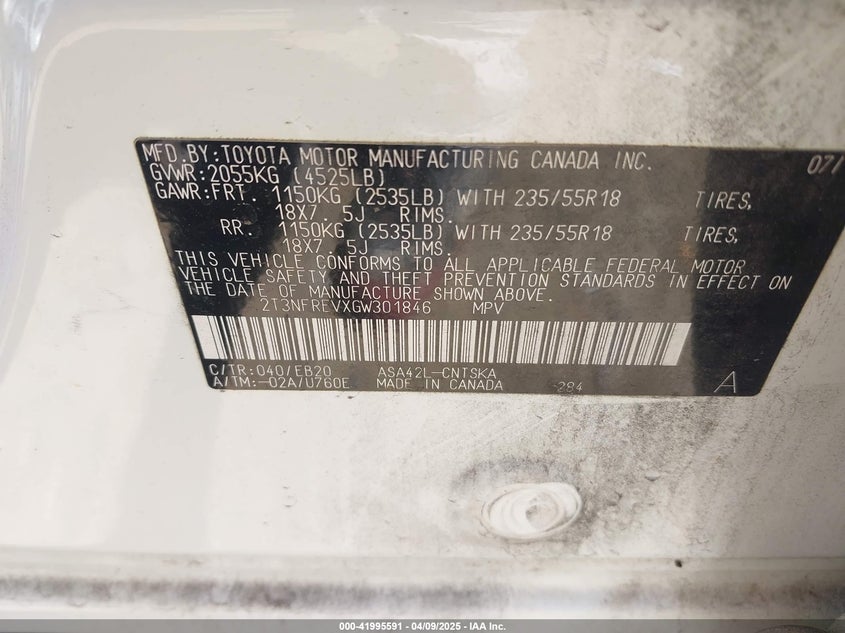 MFD.BY:TOYOTA MOTOR MANUFACTURING CANADA INC. 07/
GVWR:2055KG (4525LB)
GAWR:FRT. 1150KG (2535LB) WITH 235/55R18 TIRES,
18X7.5J RIMS.
RR. 1150KG (2535LB) WITH 235/55R18 TIRES,
18X7.5J RIMS.
THIS VEHICLE CONFORMS TO ALL APPLICABLE FEDERAL MOTOR
VEHICLE SAFETY AND THEFT PREVENTION STANDARDS IN EFFECT ON
THE DATE OF MANUFACTURE SHOWN ABOVE.
2T3NFREVXGW301846 MPV
C/TR:040/EB20 ASA42L-CNTSKA
A/TM:-02A/U760E MADE IN CANADA 284 A
000-41995591 | 04/09/2025 - IAA Inc.